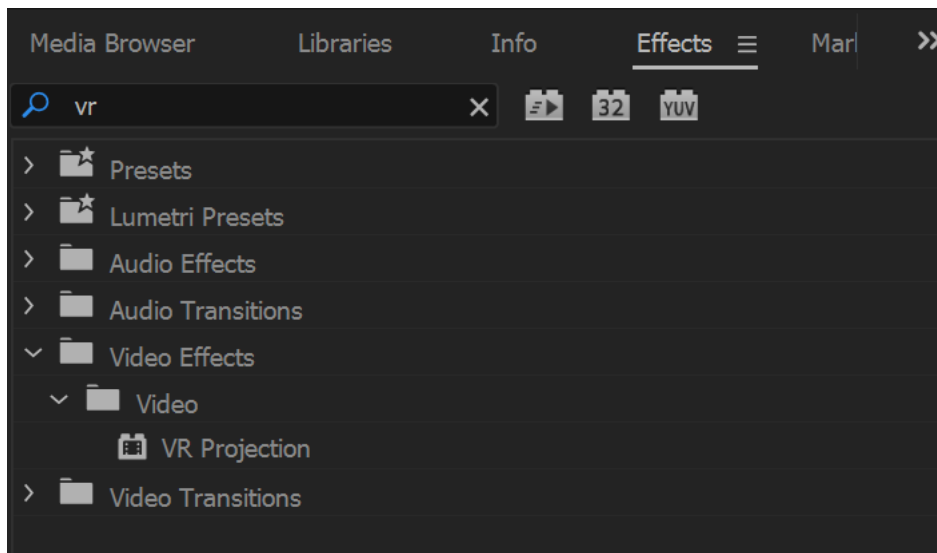 Media Browser Libraries Info Effects Mar
vr
32 YUV
Presets
Lumetri Presets
Audio Effects
Audio Transitions
Video Effects
Video
VR Projection
Video Transitions